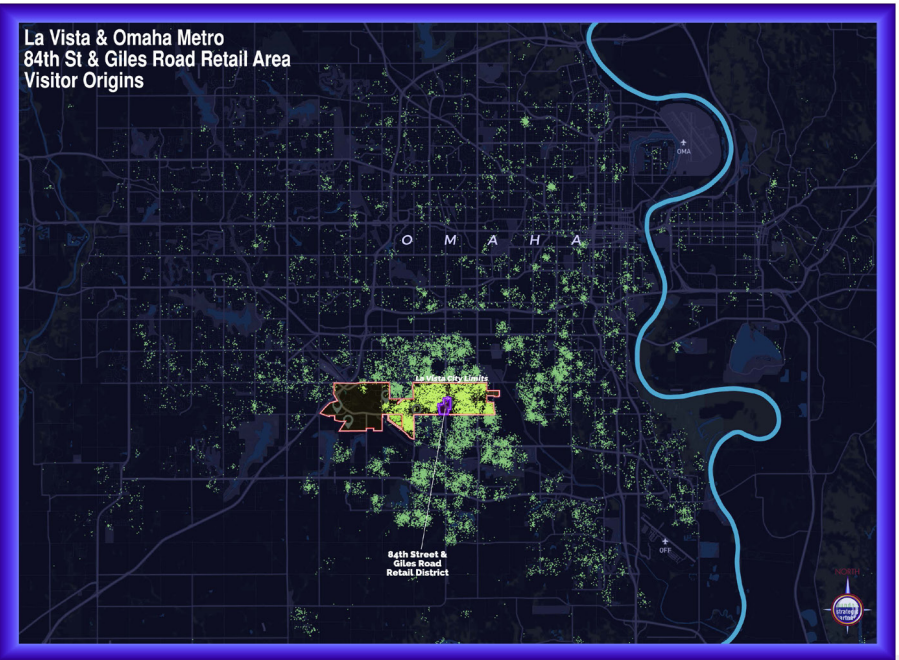 La Vista & Omaha Metro
84th St & Giles Road Retail Area
Visitor Origins
OMA
O M A H A
La Vista City Limits
84th Street &
Giles Road
Retail District
OFF
NORTH